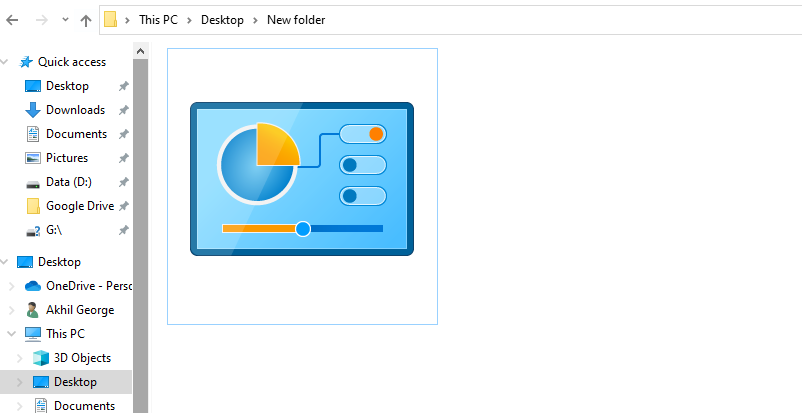 This PC > Desktop > New folder
Quick access
Desktop
Downloads
Documents
Pictures
Data (D:)
Google Drive
G:\
Desktop
OneDrive - Perso
Akhil George
This PC
3D Objects
Desktop
Documents